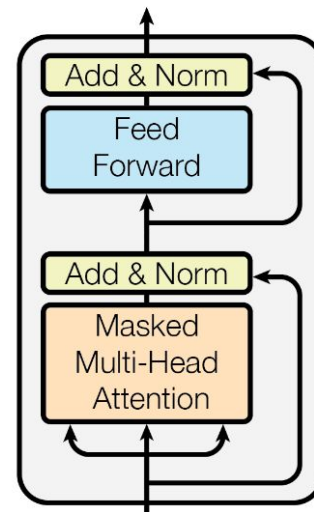 Add & Norm
Feed
Forward
Add & Norm
Masked
Multi-Head
Attention